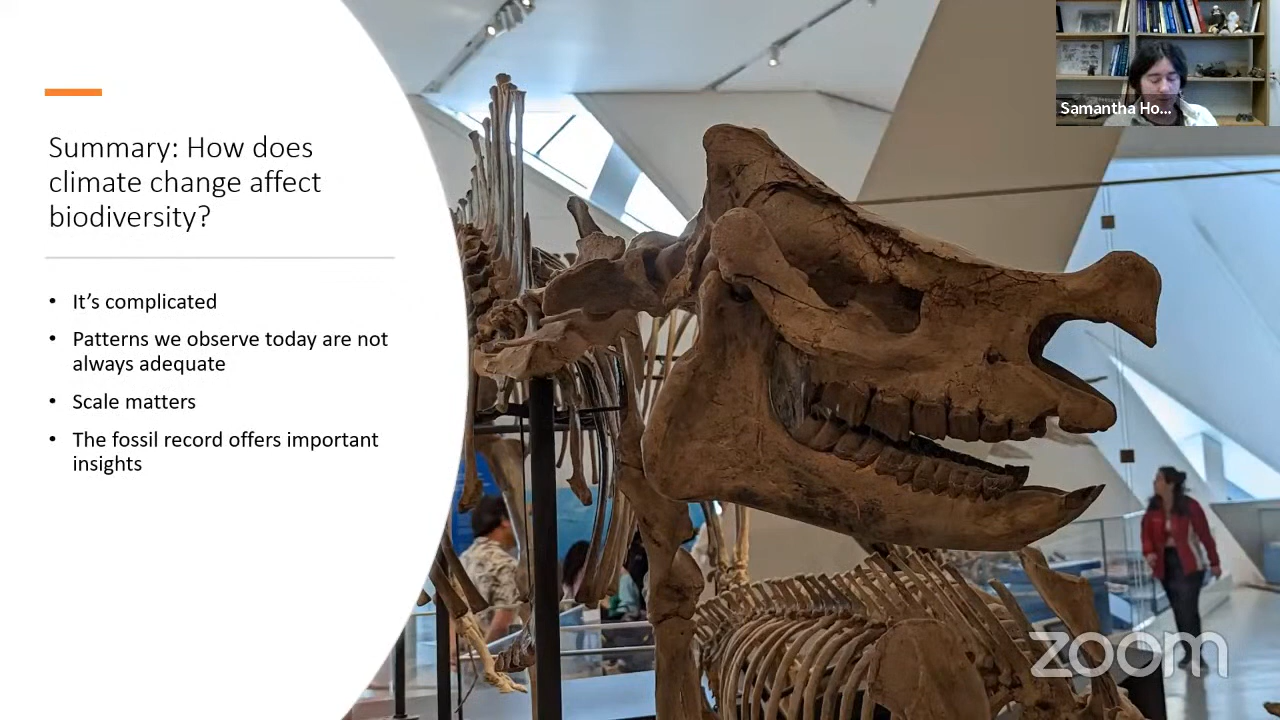 Summary: How does
climate change affect
biodiversity?
• It's complicated
• Patterns we observe today are not
always adequate
• Scale matters
• The fossil record offers important
insights
Samantha Ho...
zoom